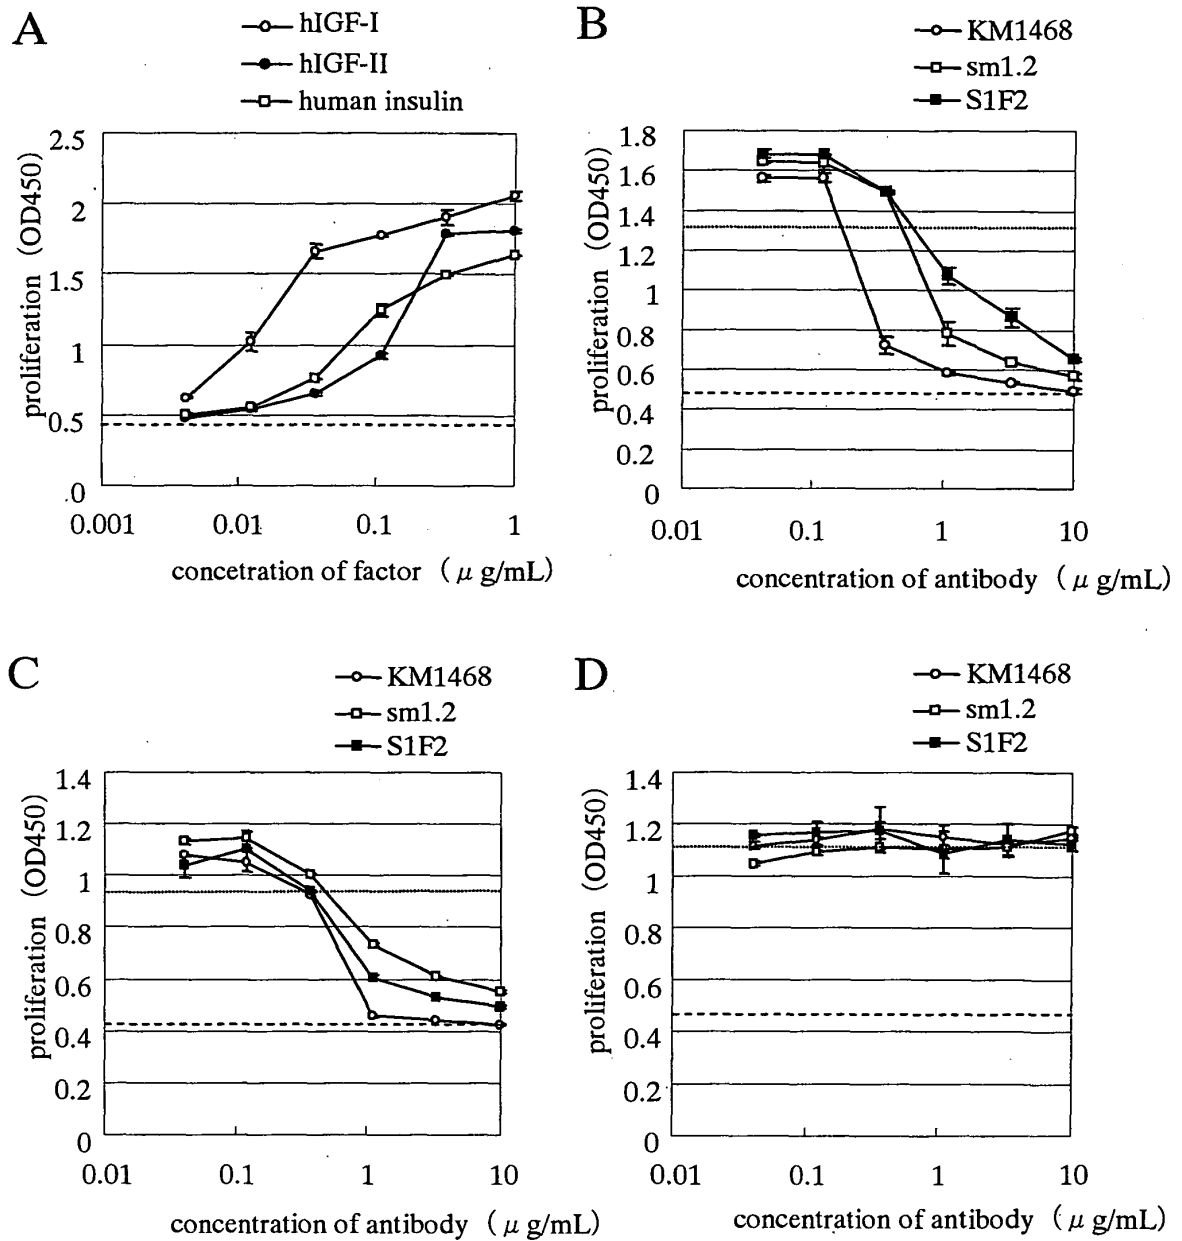 A
hIGF-I
hIGF-II
human insulin
2.5
2
1.5
1
0.5
0
proliferation (OD450)
0.001 0.01 0.1 1
concetration of factor (μ g/mL)
B
KM1468
sm1.2
S1F2
1.8
1.6
1.4
1.2
1
0.8
0.6
0.4
0.2
0
proliferation (OD450)
0.01 0.1 1 10
concentration of antibody (μ g/mL)
C
KM1468
sm1.2
S1F2
1.4
1.2
1
0.8
0.6
0.4
0.2
0
proliferation (OD450)
0.01 0.1 1 10
concentration of antibody (μ g/mL)
D
KM1468
sm1.2
S1F2
1.4
1.2
1
0.8
0.6
0.4
0.2
0
proliferation (OD450)
0.01 0.1 1 10
concentration of antibody (μ g/mL)